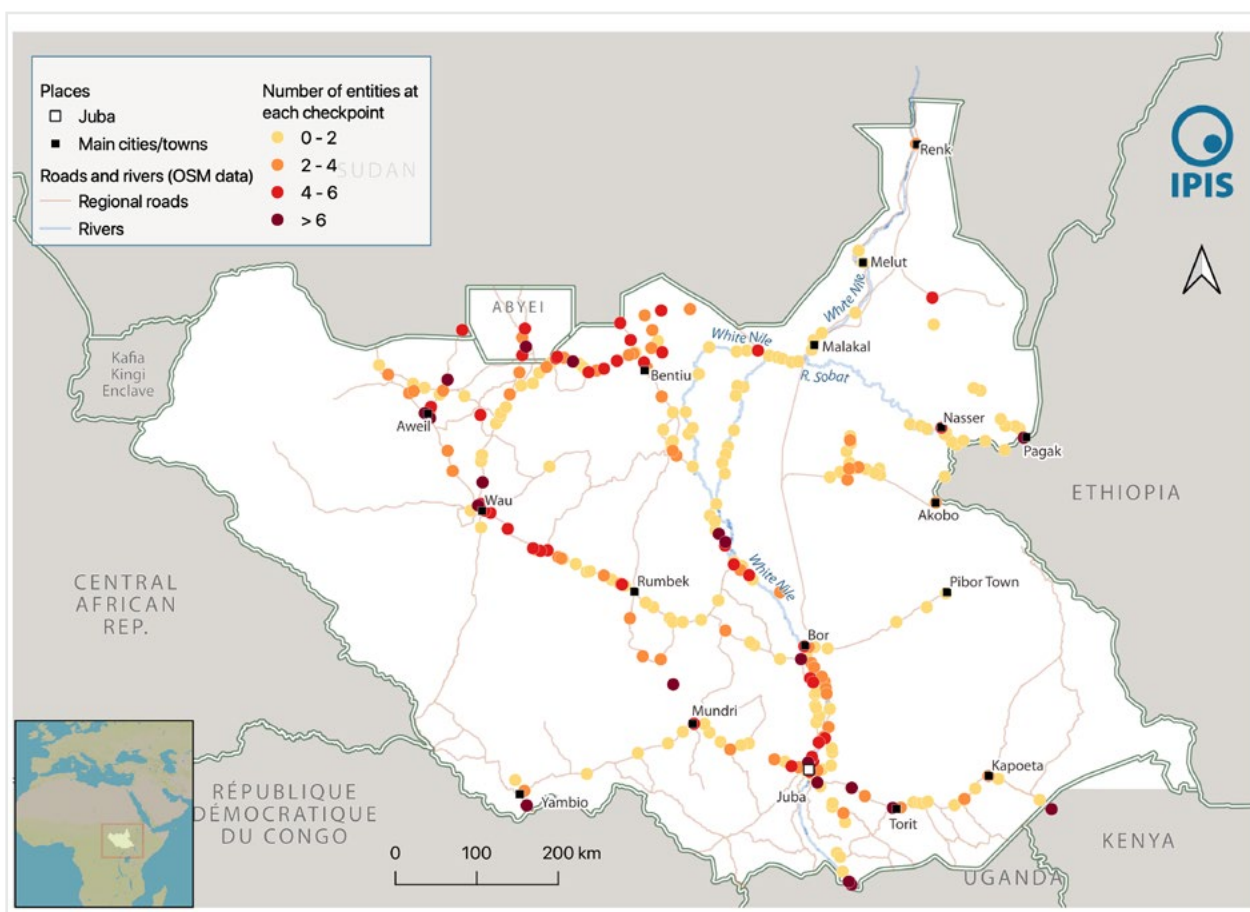 Places
Juba
Main cities/towns
Roads and rivers (OSM data)
Regional roads
Rivers
Number of entities at
each checkpoint
0 - 2
2 - 4
4 - 6
> 6
SUDAN
IPIS
Renk
Melut
White Nile
ABYEI
Kafia
Kingi
Enclave
White Nile
Malakal
Bentiu
R. Sobat
Aweil
Nasser
Pagak
ETHIOPIA
Wau
Akobo
CENTRAL
AFRICAN
REP.
Rumbek
White Nile
Pibor Town
Bor
Mundri
Kapoeta
Juba
Yambio
Torit
RÉPUBLIQUE
DÉMOCRATIQUE
DU CONGO
KENYA
UGANDA
0 100 200 km